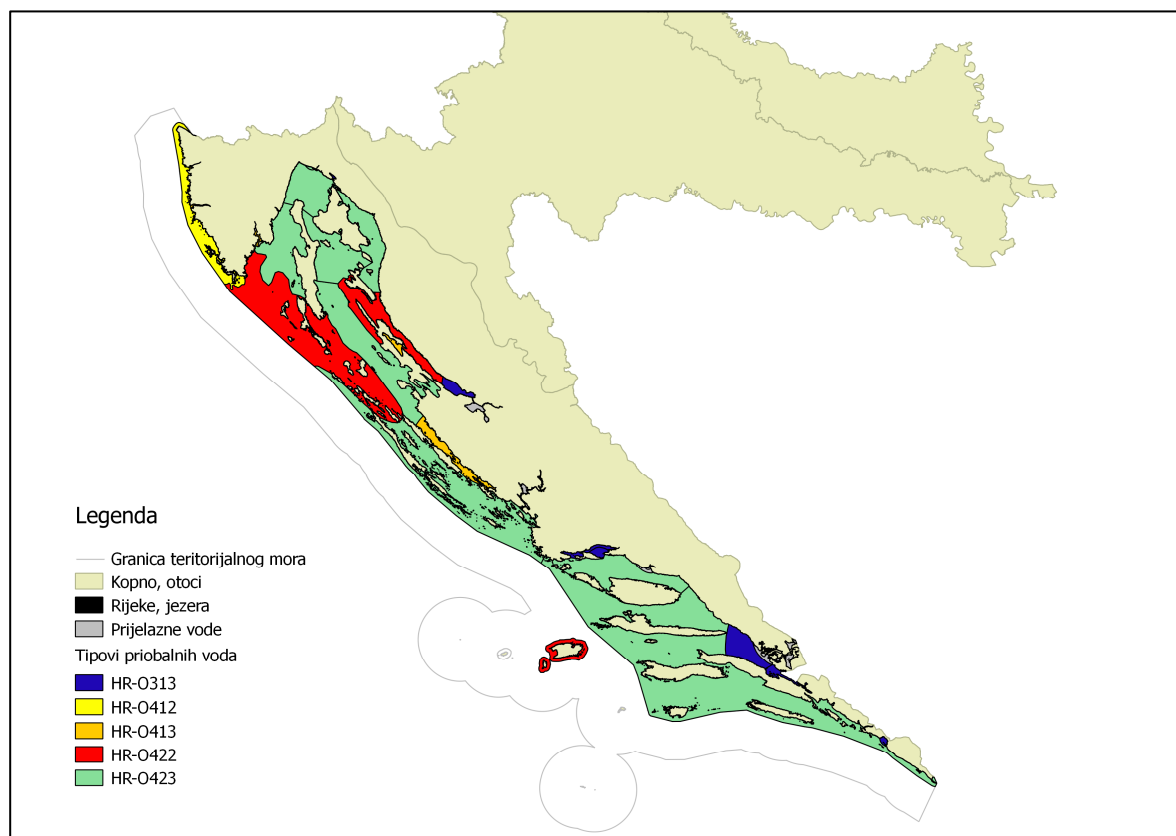 Legenda
Granica teritorijalnog mora
Kopno, otoci
Rijeke, jezera
Prijelazne vode
Tipovi priobalnih voda
HR-O313
HR-O412
HR-O413
HR-O422
HR-O423